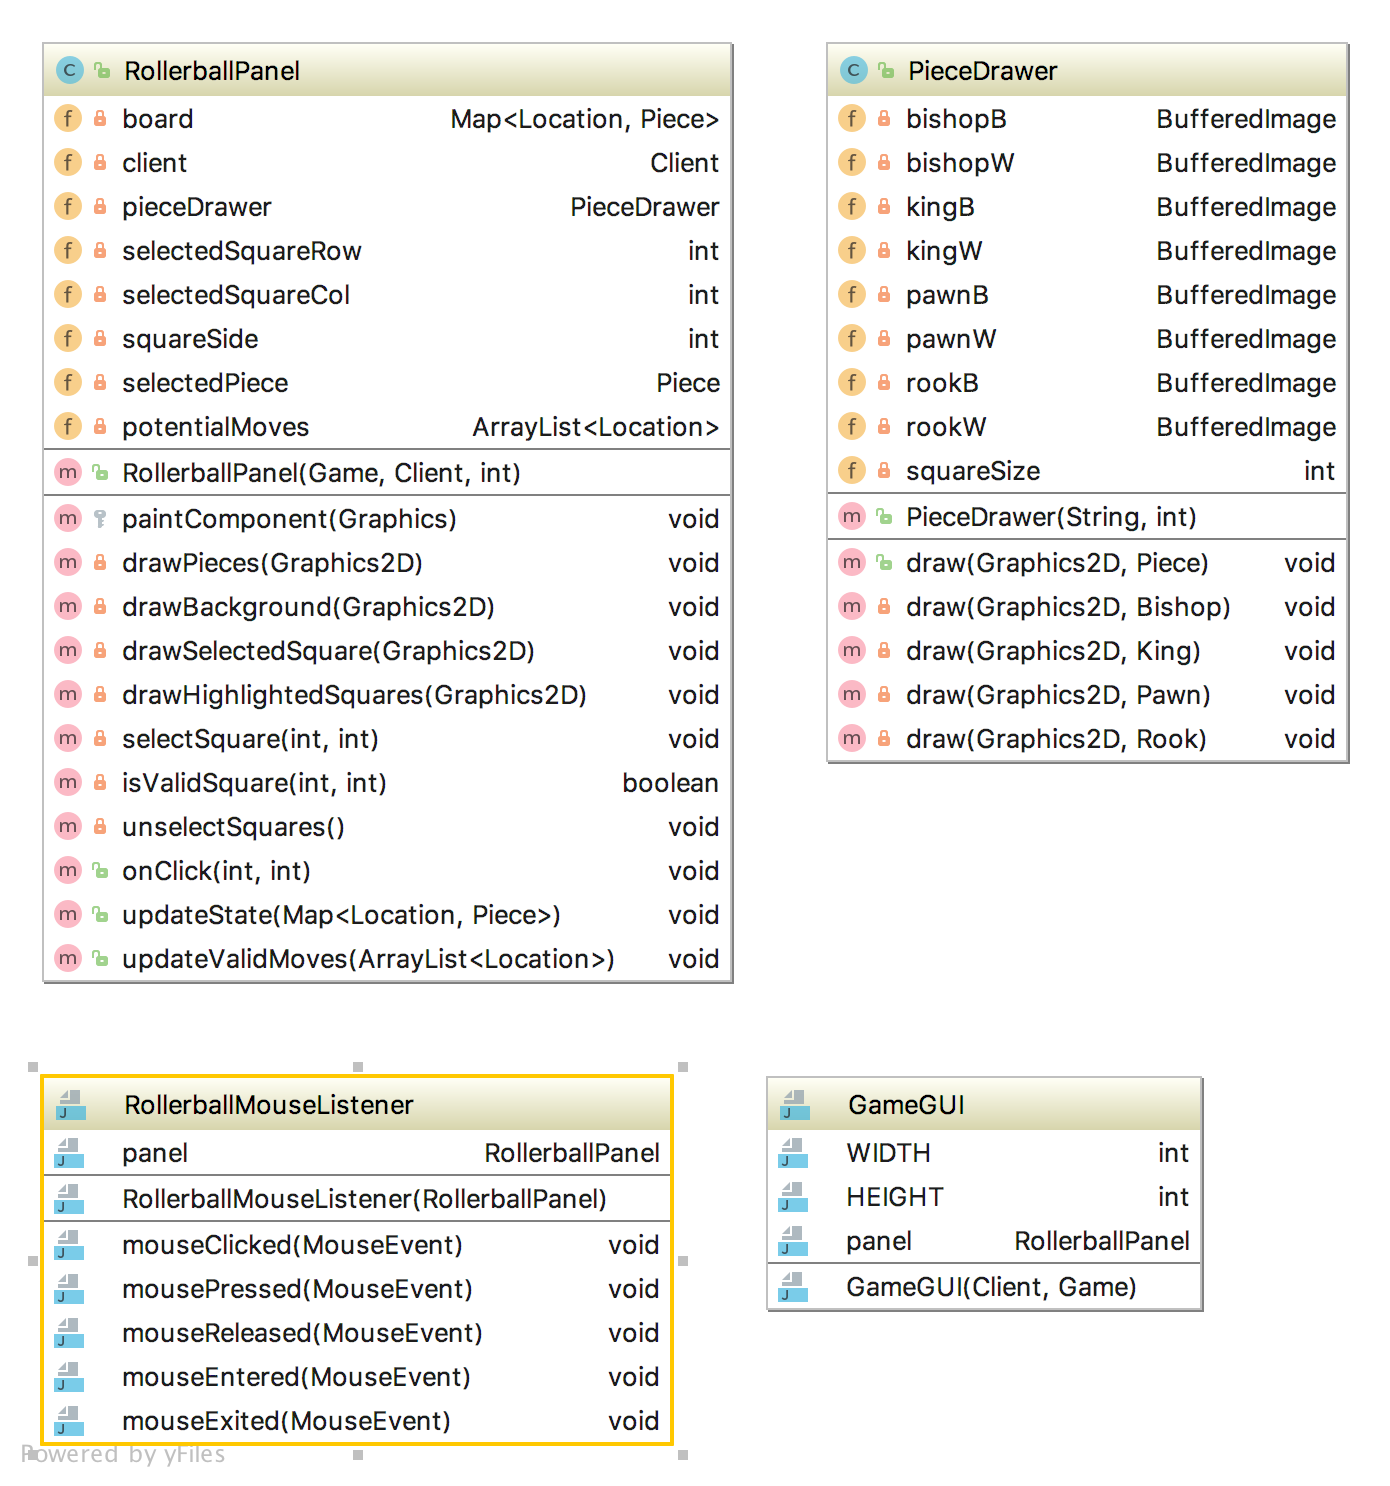 RollerballPanel
board Map<Location, Piece>
client Client
pieceDrawer PieceDrawer
selectedSquareRow int
selectedSquareCol int
squareSide int
selectedPiece Piece
potentialMoves ArrayList<Location>
RollerballPanel(Game, Client, int)
paintComponent(Graphics) void
drawPieces(Graphics2D) void
drawBackground(Graphics2D) void
drawSelectedSquare(Graphics2D) void
drawHighlightedSquares(Graphics2D) void
selectSquare(int, int) void
isValidSquare(int, int) boolean
unselectSquares() void
onClick(int, int) void
updateState(Map<Location, Piece>) void
updateValidMoves(ArrayList<Location>) void
PieceDrawer
bishopB BufferedImage
bishopW BufferedImage
kingB BufferedImage
kingW BufferedImage
pawnB BufferedImage
pawnW BufferedImage
rookB BufferedImage
rookW BufferedImage
squareSize int
PieceDrawer(String, int)
draw(Graphics2D, Piece) void
draw(Graphics2D, Bishop) void
draw(Graphics2D, King) void
draw(Graphics2D, Pawn) void
draw(Graphics2D, Rook) void
RollerballMouseListener
panel RollerballPanel
RollerballMouseListener(RollerballPanel)
mouseClicked(MouseEvent) void
mousePressed(MouseEvent) void
mouseReleased(MouseEvent) void
mouseEntered(MouseEvent) void
mouseExited(MouseEvent) void
GameGUI
WIDTH int
HEIGHT int
panel RollerballPanel
GameGUI(Client, Game)
Powered by yFiles